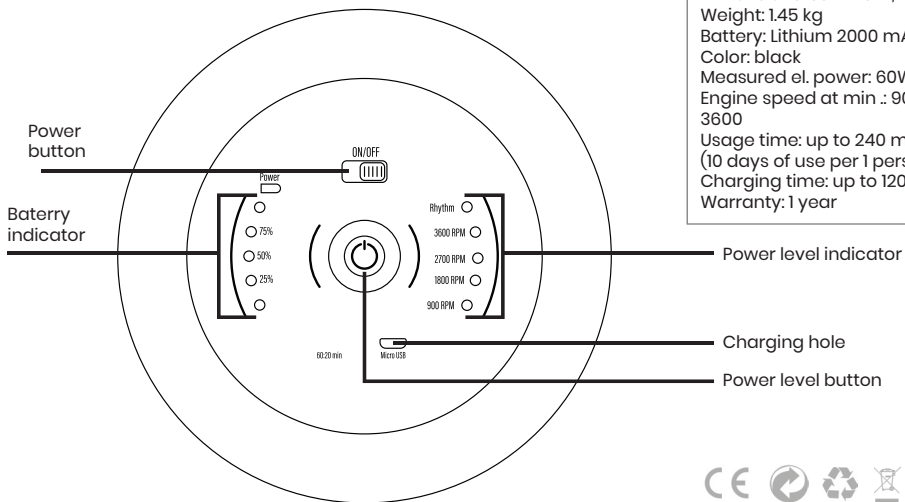 Weight: 1.45 kg
Battery: Lithium 2000
Color: black
Measured el. power: 60W
Engine speed at min .:
3600
Usage time: up to 240
(10 days of use per 1
Charging time: up to 120
Warranty: 1 year
Power
button
ON/OFF
Power
Baterry
indicator
75%
50%
25%
Rhythm
3600 RPM
2700 RPM
1800 RPM
900 RPM
Power level indicator
60:20 min
Micro USB
Charging hole
Power level button
CE